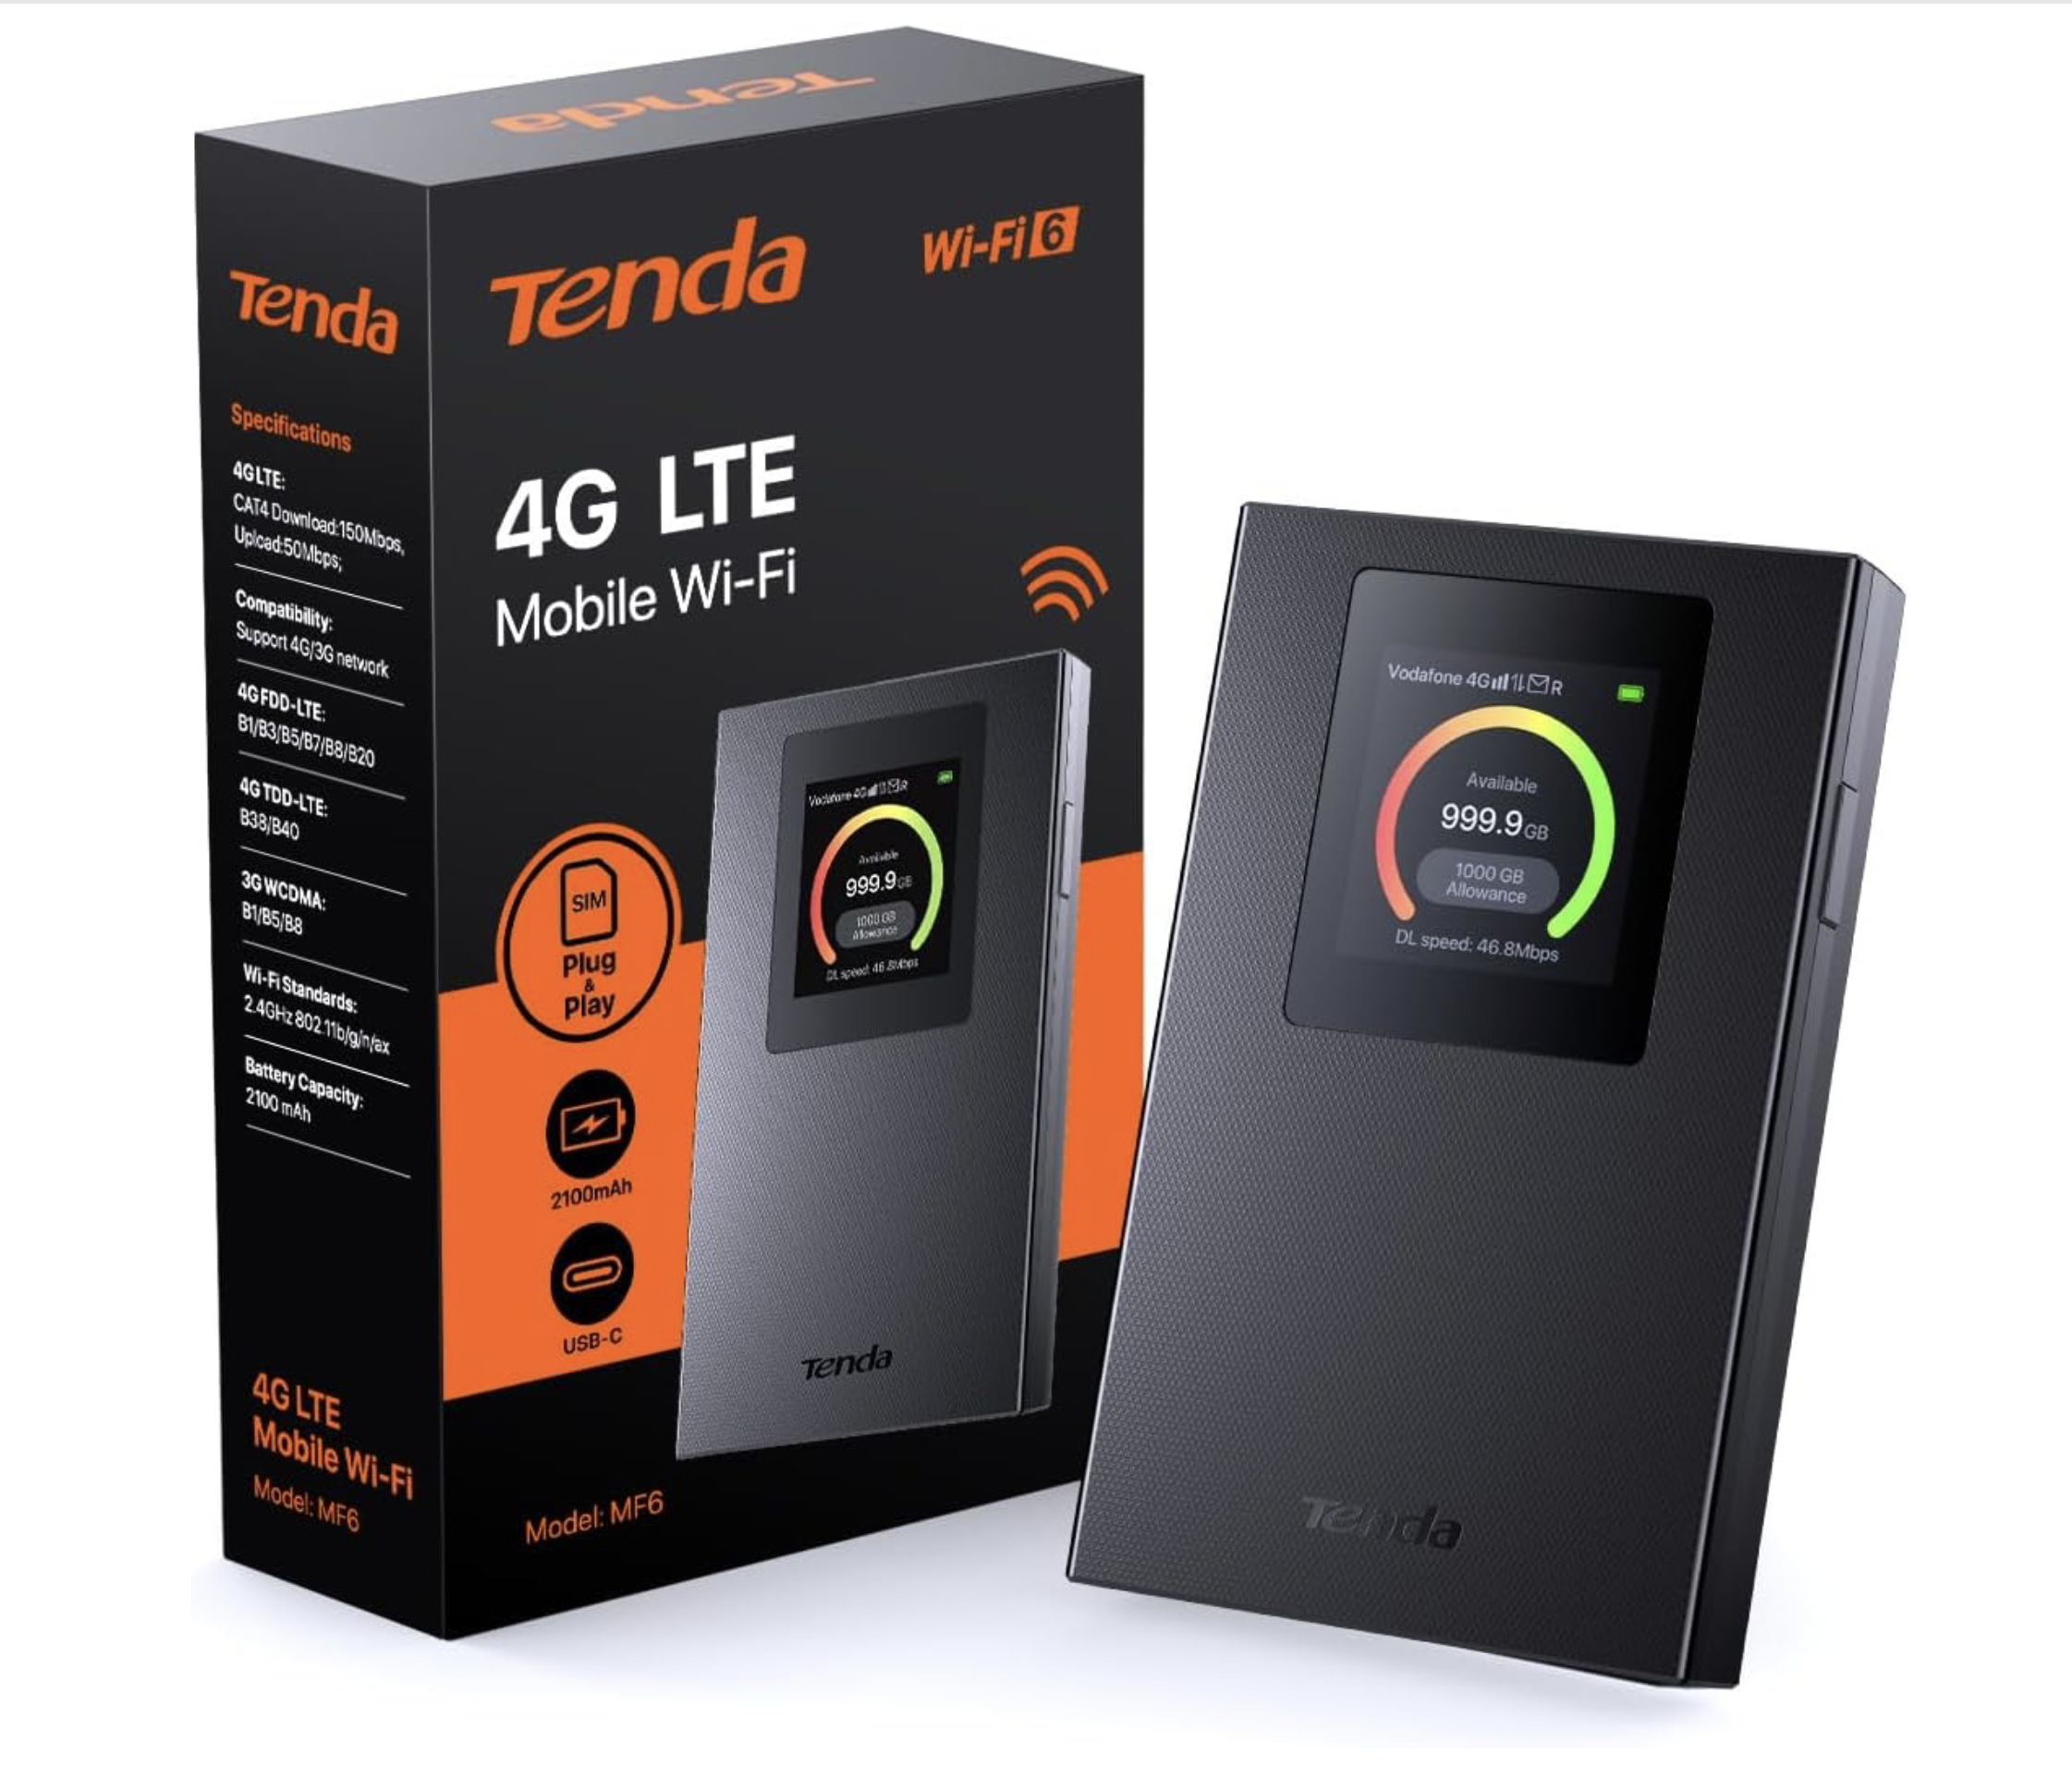 Tenda
Tenda
Specifications
4G LTE:
CAT4 Download:150Mbps,
Upload:50Mbps;
Compatibility:
Support 4G/3G network
4G FDD-LTE:
B1/B3/B5/B7/B8/B20
4G TDD-LTE:
B38/B40
3G WCDMA:
B1/B5/B8
Wi-Fi Standards:
2.4GHz 802.11b/g/n/ax
Battery Capacity:
2100 mAh
4G LTE
Mobile Wi-Fi
Model: MF6
Tenda
Wi-Fi 6
4G LTE
Mobile Wi-Fi
SIM
Plug
&
Play
2100mAh
USB-C
Vodafone 4G R
Available
999.9 GB
1000 GB
Allowance
DL speed: 46.8Mbps
Tenda
Model: MF6
Vodafone 4G R
Available
999.9 GB
1000 GB
Allowance
DL speed: 46.8Mbps
Tenda